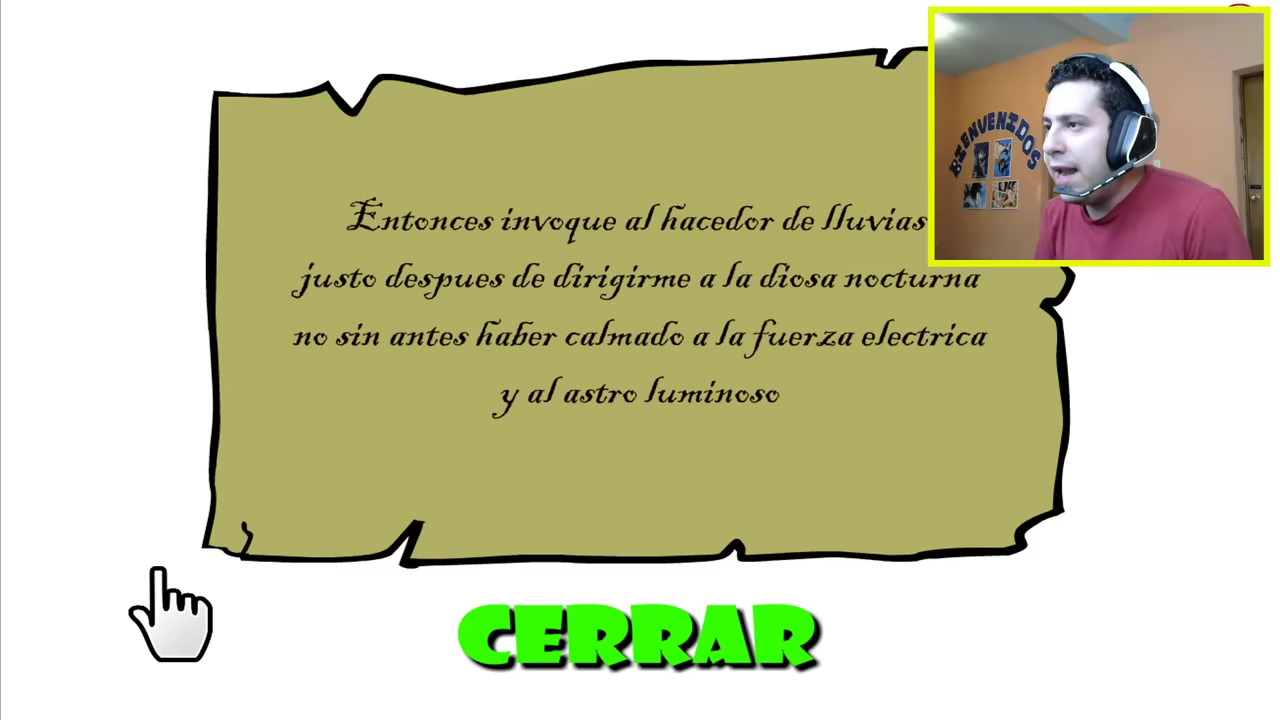 BIENVENIDOS
Entonces invoque al hacedor de lluvias
justo despues de dirigirme a la diosa nocturna
no sin antes haber calmado a la fuerza electrica
y al astro luminoso
CERRAR